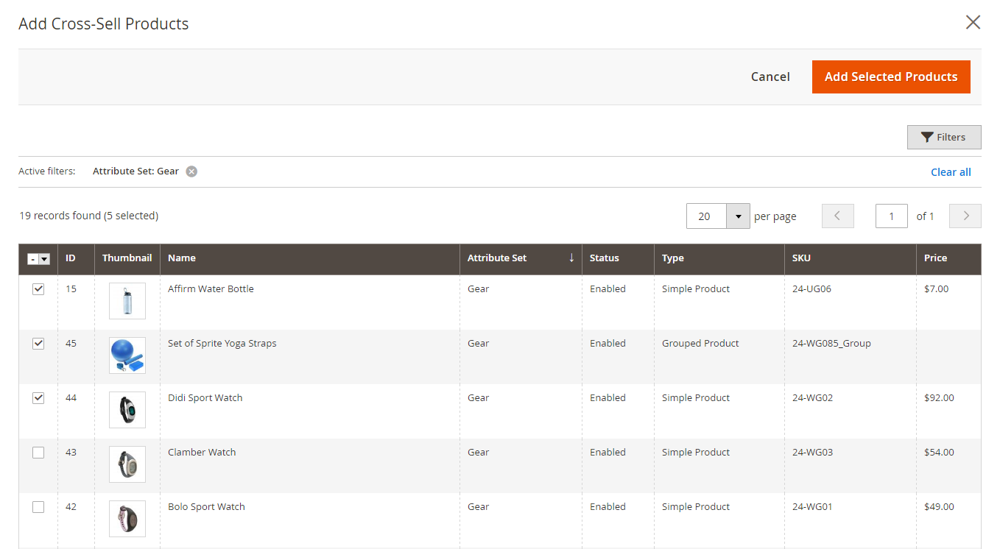 Add Cross-Sell Products
Cancel
Add Selected Products
Filters
Active filters: Attribute Set: Gear
Clear all
19 records found (5 selected)
20 per page
1 of 1
- ID Thumbnail Name Attribute Set ↓ Status Type SKU Price
15 Affirm Water Bottle Gear Enabled Simple Product 24-UG06 $7.00
45 Set of Sprite Yoga Straps Gear Enabled Grouped Product 24-WG085_Group
44 Didi Sport Watch Gear Enabled Simple Product 24-WG02 $92.00
43 Clamber Watch Gear Enabled Simple Product 24-WG03 $54.00
42 Bolo Sport Watch Gear Enabled Simple Product 24-WG01 $49.00